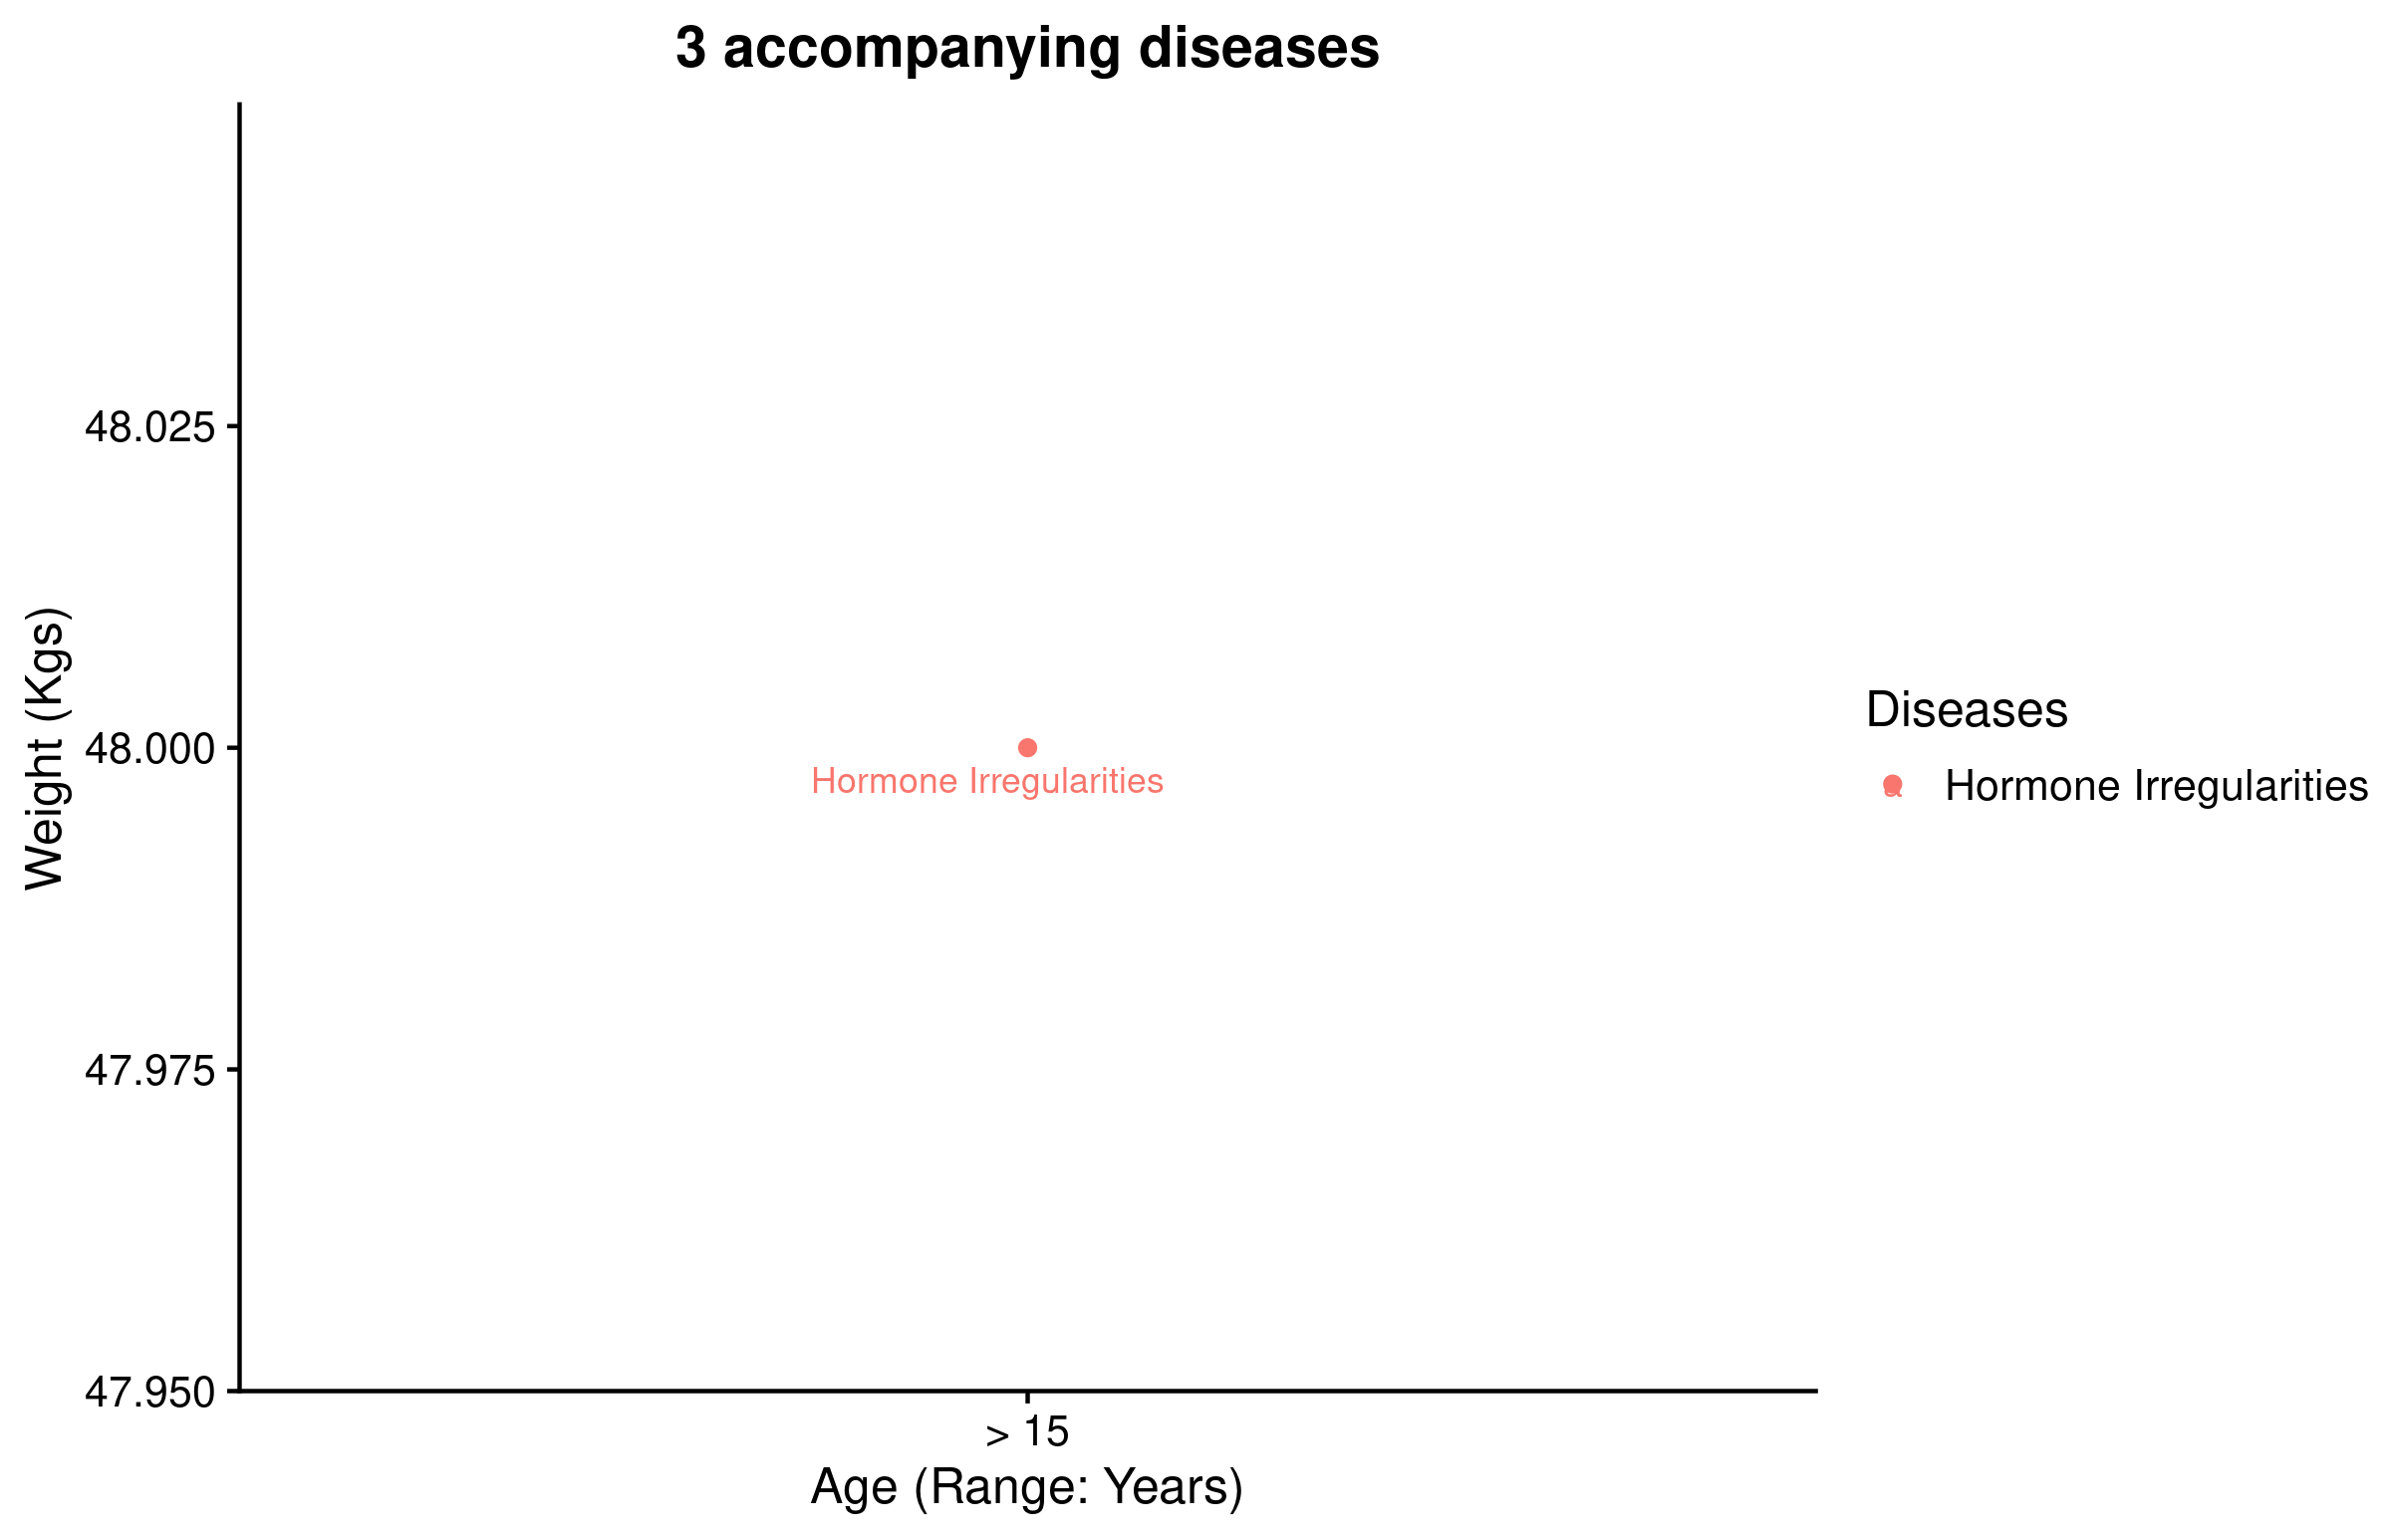 3 accompanying diseases
Weight (Kgs)
48.025
48.000
47.975
47.950
Hormone Irregularities
> 15
Age (Range: Years)
Diseases
a Hormone Irregularities